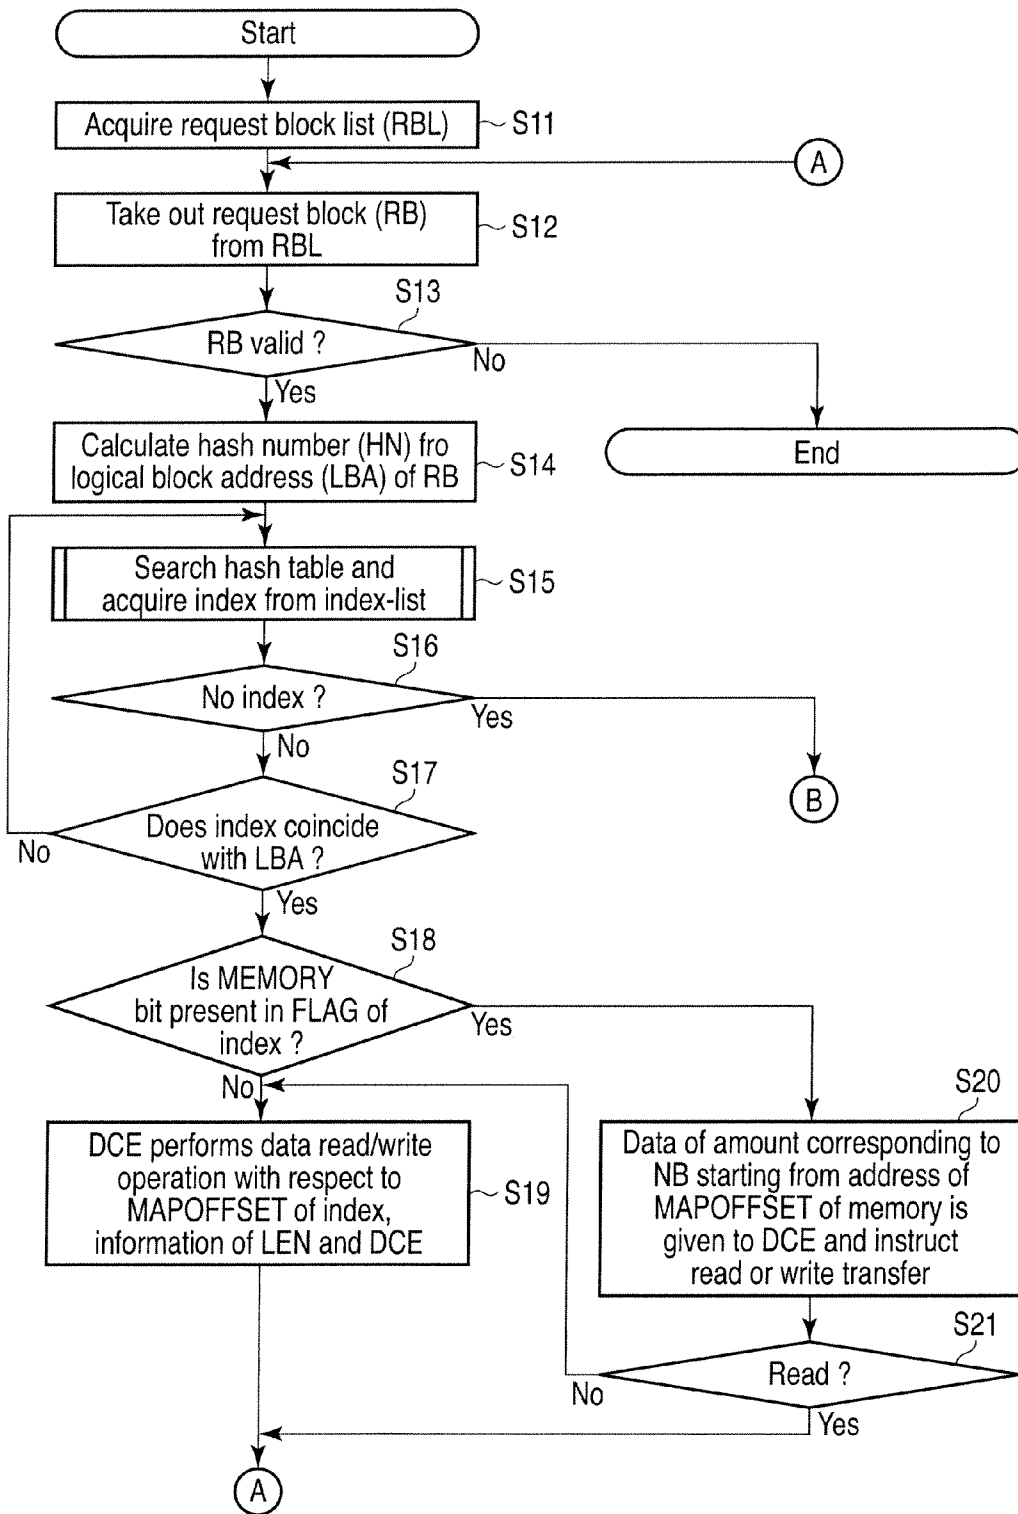 Start
Acquire request block list (RBL)
S11
A
Take out request block (RB)
from RBL
S12
S13
RB valid ?
No
Yes
Calculate hash number (HN) fro
logical block address (LBA) of RB
S14
End
Search hash table and
acquire index from index-list
S15
S16
No index ?
Yes
No
S17
B
Does index coincide
with LBA ?
No
Yes
S18
Is MEMORY
bit present in FLAG of
index ?
Yes
No
S20
DCE performs data read/write
operation with respect to
MAPOFFSET of index,
information of LEN and DCE
S19
Data of amount corresponding to
NB starting from address of
MAPOFFSET of memory is
given to DCE and instruct
read or write transfer
S21
Read ?
No
Yes
A